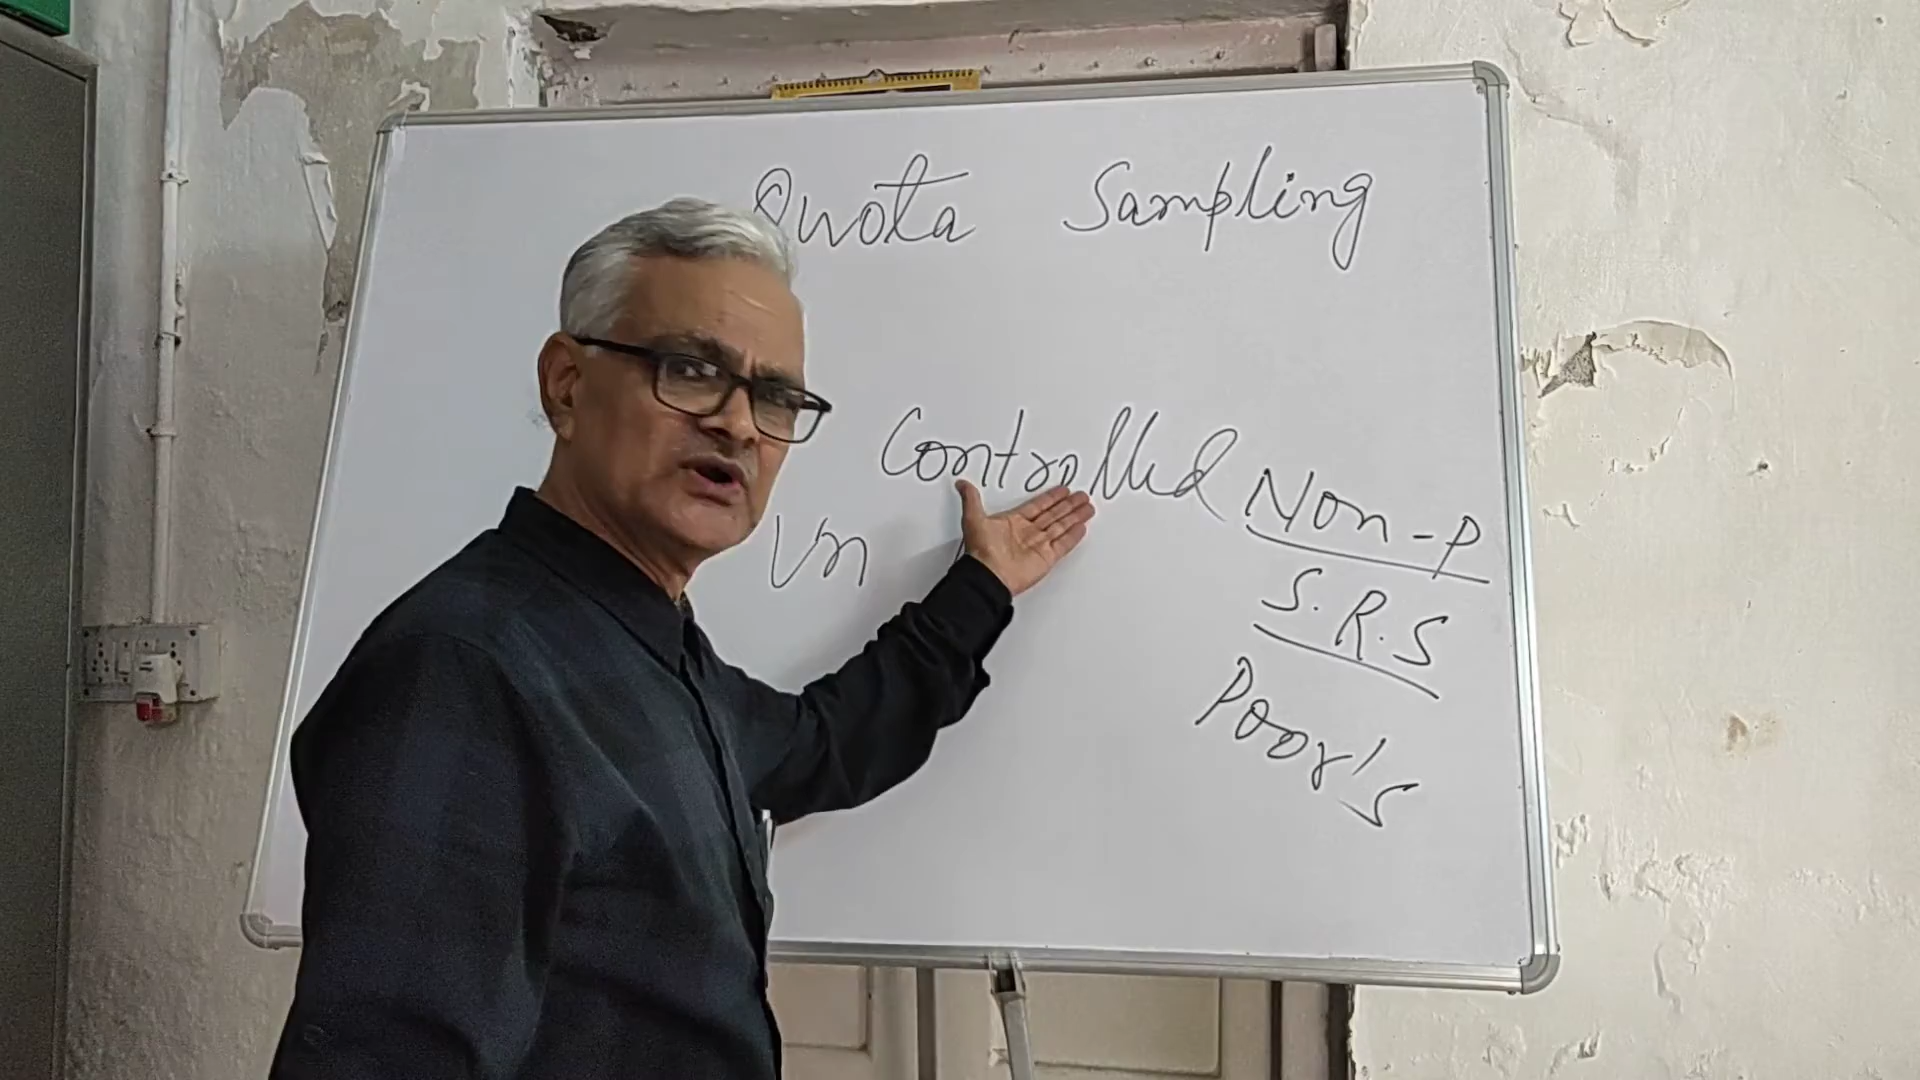 Quota Sampling
Controlled
Un
Non-P
S.R.S
Poor's